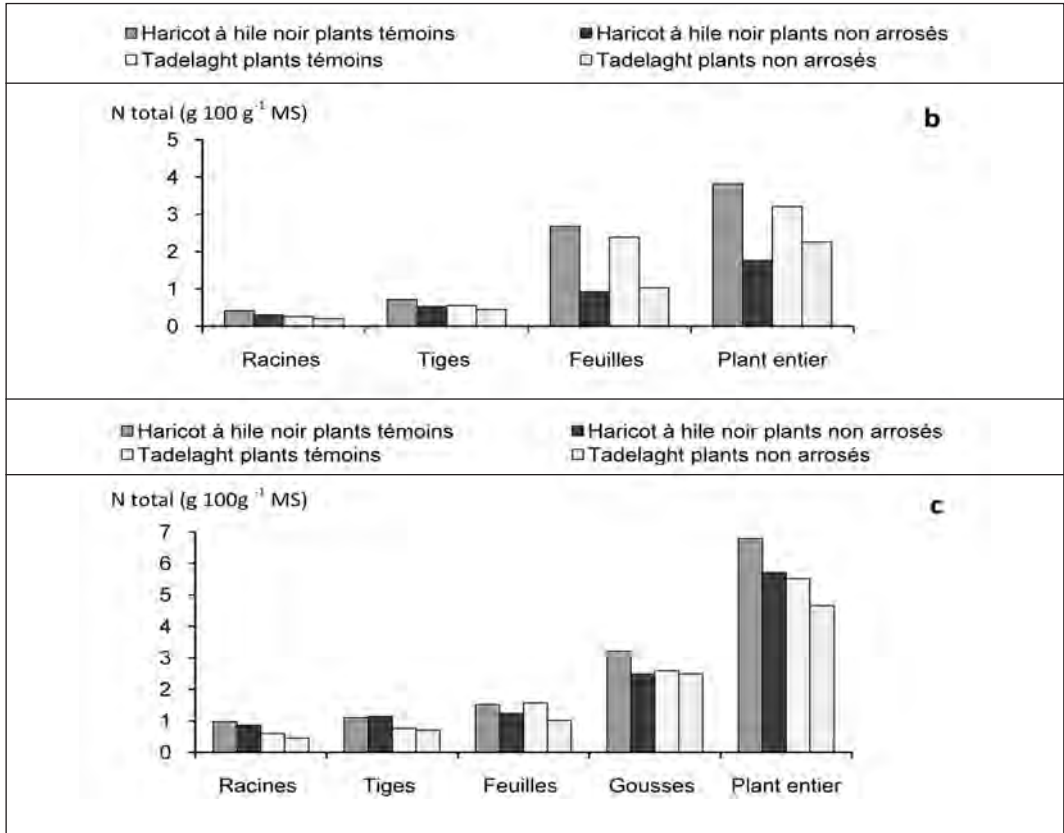 Haricot à hile noir plants témoins Haricot à hile noir plants non arrosés
Tadelaght plants témoins Tadelaght plants non arrosés
N total (g 100 g⁻¹ MS)
b
5
4
3
2
1
0
Racines Tiges Feuilles Plant entier
Haricot à hile noir plants témoins Haricot à hile noir plants non arrosés
Tadelaght plants témoins Tadelaght plants non arrosés
N total (g 100g⁻¹ MS)
c
7
6
5
4
3
2
1
0
Racines Tiges Feuilles Gousses Plant entier